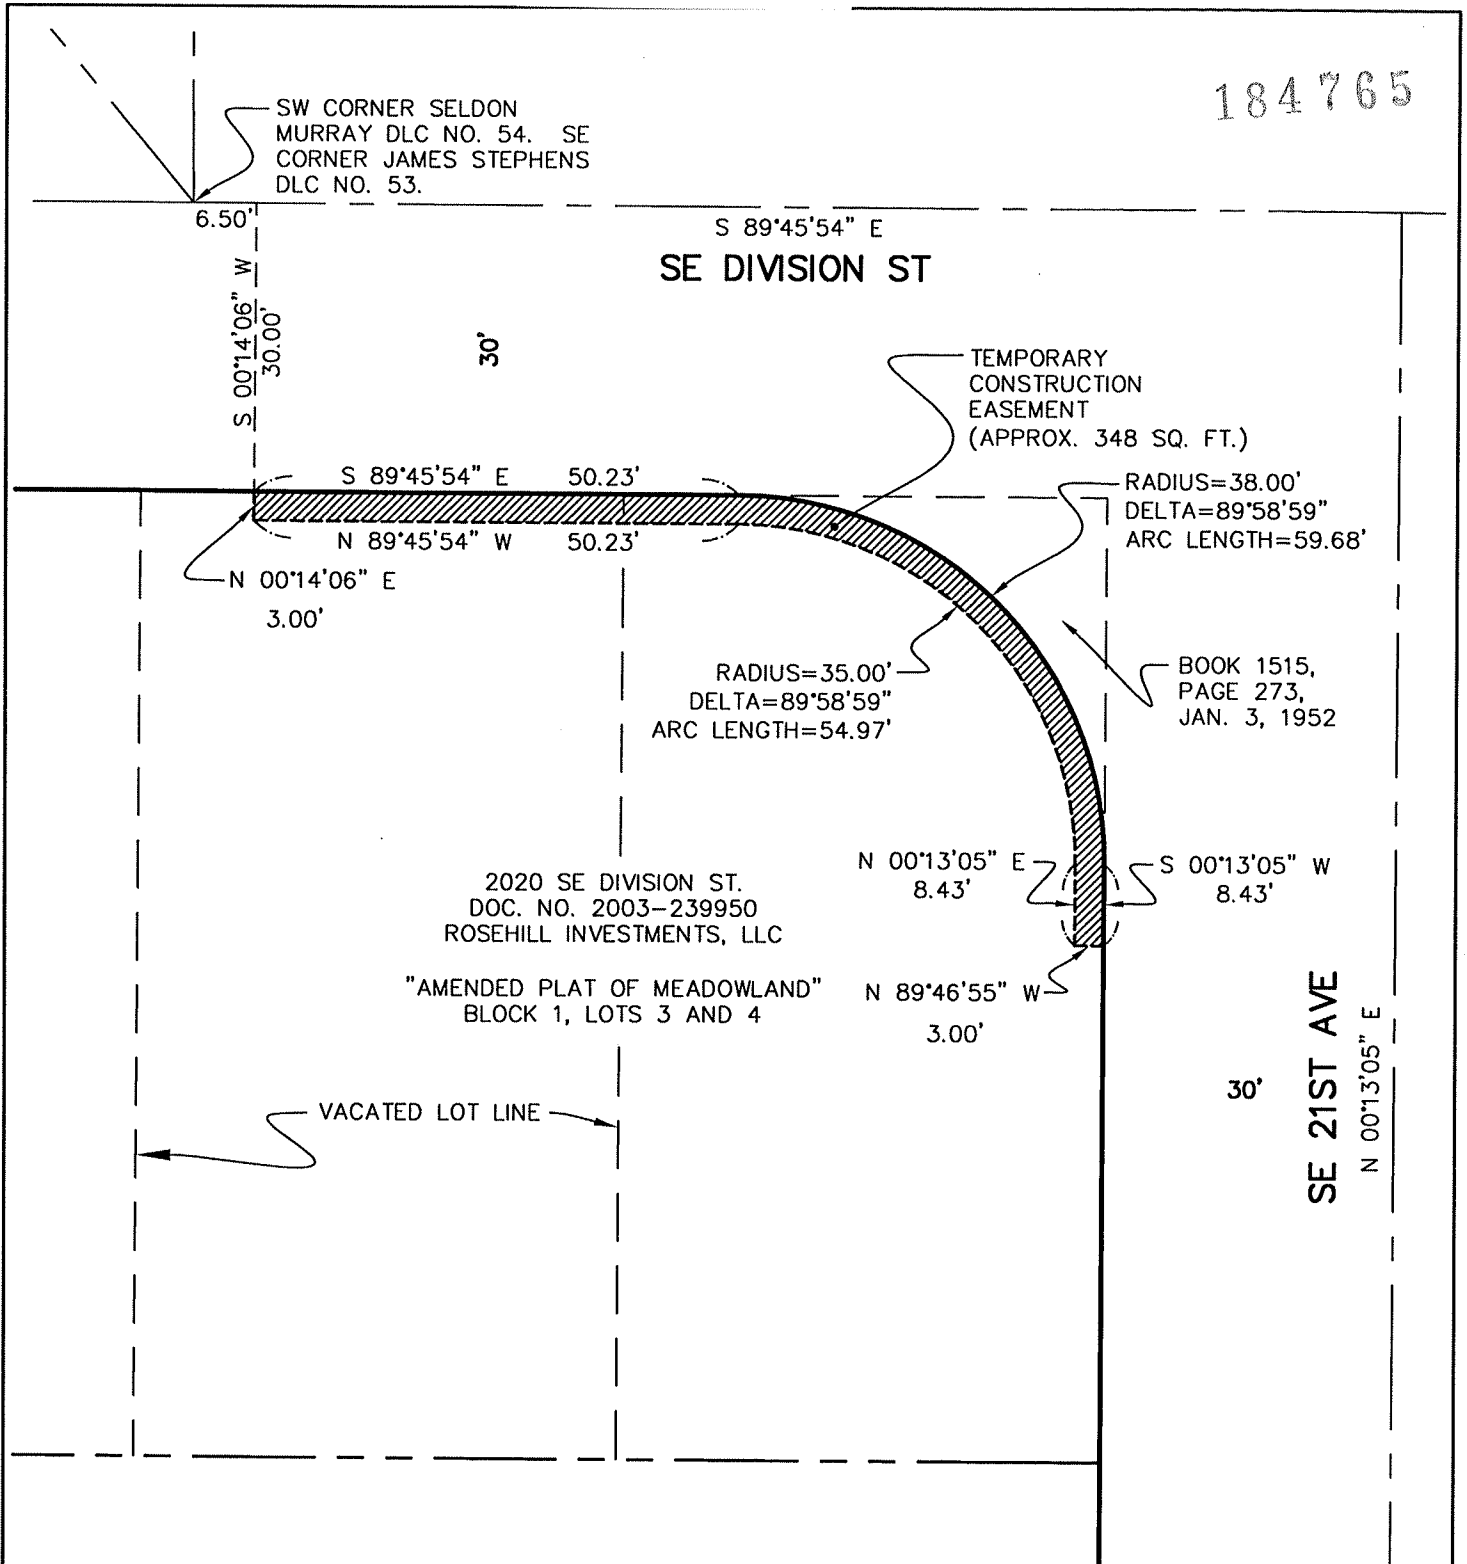 184765
SW CORNER SELDON
MURRAY DLC NO. 54. SE
CORNER JAMES STEPHENS
DLC NO. 53.
6.50'
S 89°45'54" E
SE DIVISION ST
S 00°14'06" W
30.00'
30'
TEMPORARY
CONSTRUCTION
EASEMENT
(APPROX. 348 SQ. FT.)
S 89°45'54" E 50.23'
RADIUS=38.00'
DELTA=89°58'59"
ARC LENGTH=59.68'
N 89°45'54" W 50.23'
N 00°14'06" E
3.00'
RADIUS=35.00'
DELTA=89°58'59"
ARC LENGTH=54.97'
BOOK 1515,
PAGE 273,
JAN. 3, 1952
N 00°13'05" E
8.43'
S 00°13'05" W
8.43'
2020 SE DIVISION ST.
DOC. NO. 2003-239950
ROSEHILL INVESTMENTS, LLC
"AMENDED PLAT OF MEADOWLAND"
BLOCK 1, LOTS 3 AND 4
N 89°46'55" W
3.00'
30'
SE 21ST AVE
N 00°13'05" E
VACATED LOT LINE